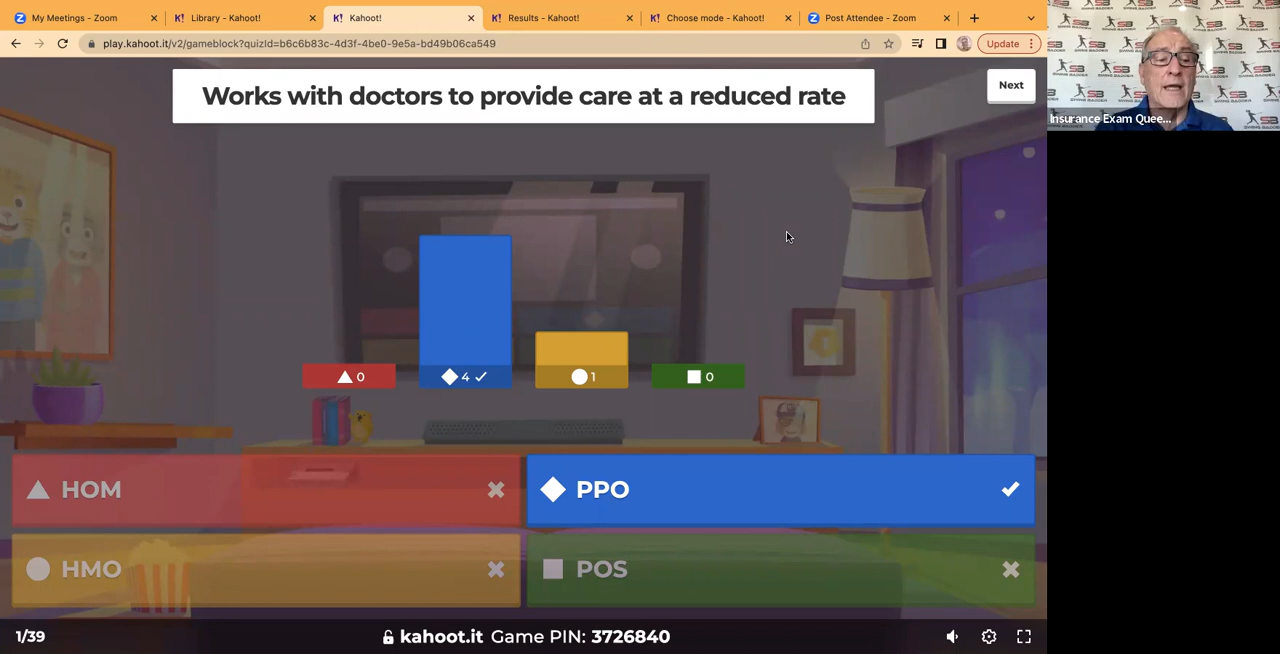 My Meetings - Zoom
Library - Kahoot!
Kahoot!
Results - Kahoot!
Choose mode - Kahoot!
Post Attendee - Zoom
play.kahoot.it/v2/gameblock?quizId=b6c6b83c-4d3f-4be0-9e5a-bd49b06ca549
Update
Works with doctors to provide care at a reduced rate
Next
Insurance Exam Quee...
0
4
1
0
HOM
PPO
HMO
POS
1/39
kahoot.it Game PIN: 3726840